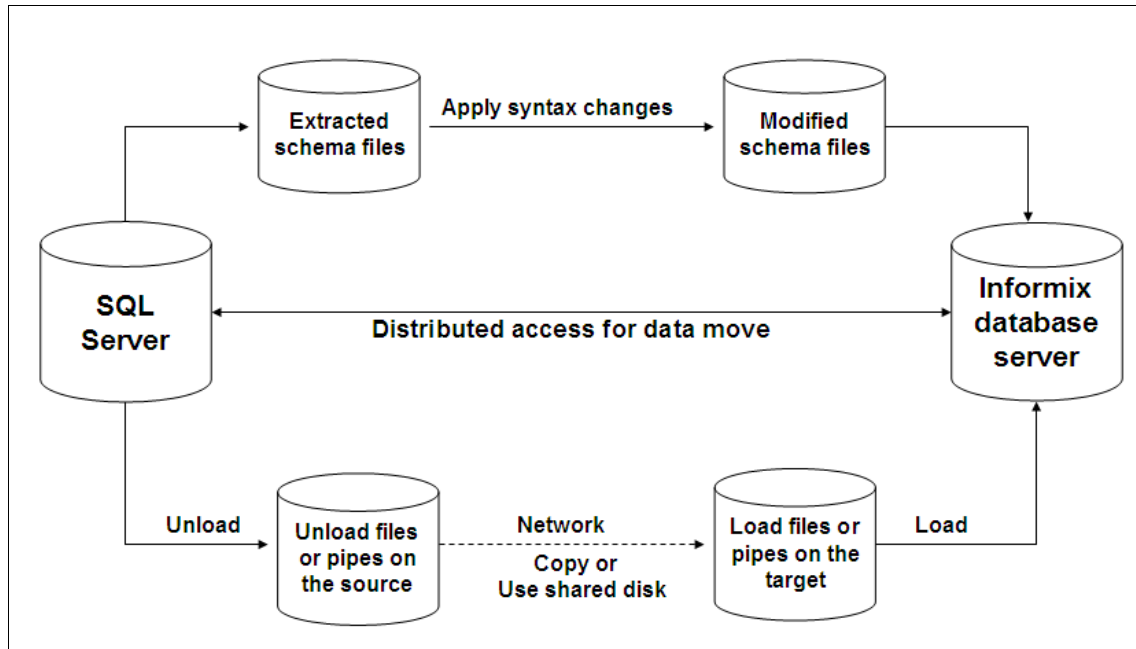 Extracted
schema files
Apply syntax changes
Modified
schema files
SQL
Server
Distributed access for data move
Informix
database
server
Unload
Unload files
or pipes on
the source
Network
Copy or
Use shared disk
Load files or
pipes on the
target
Load